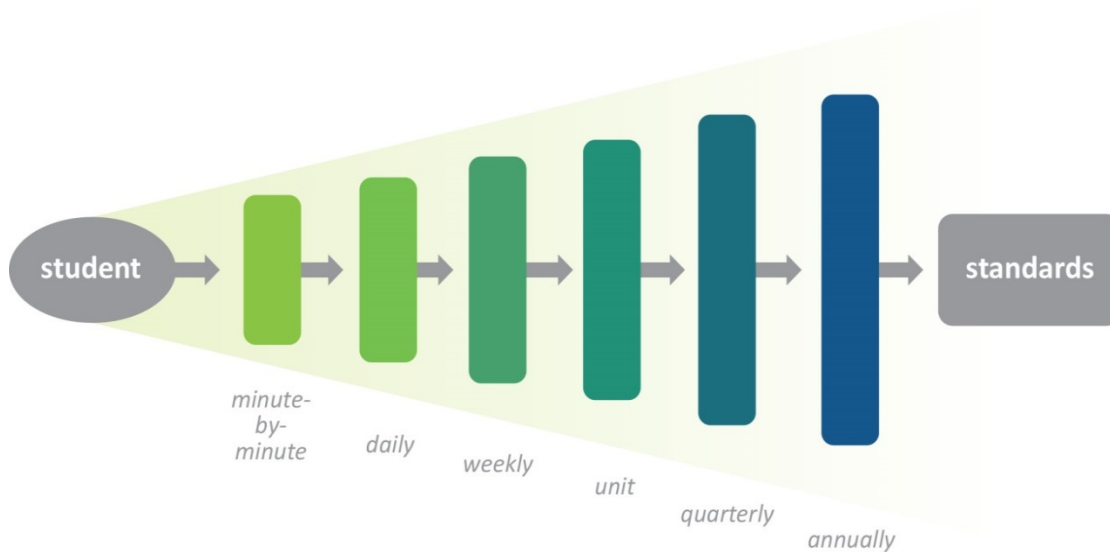 student
standards
minute-
by-
minute
daily
weekly
unit
quarterly
annually